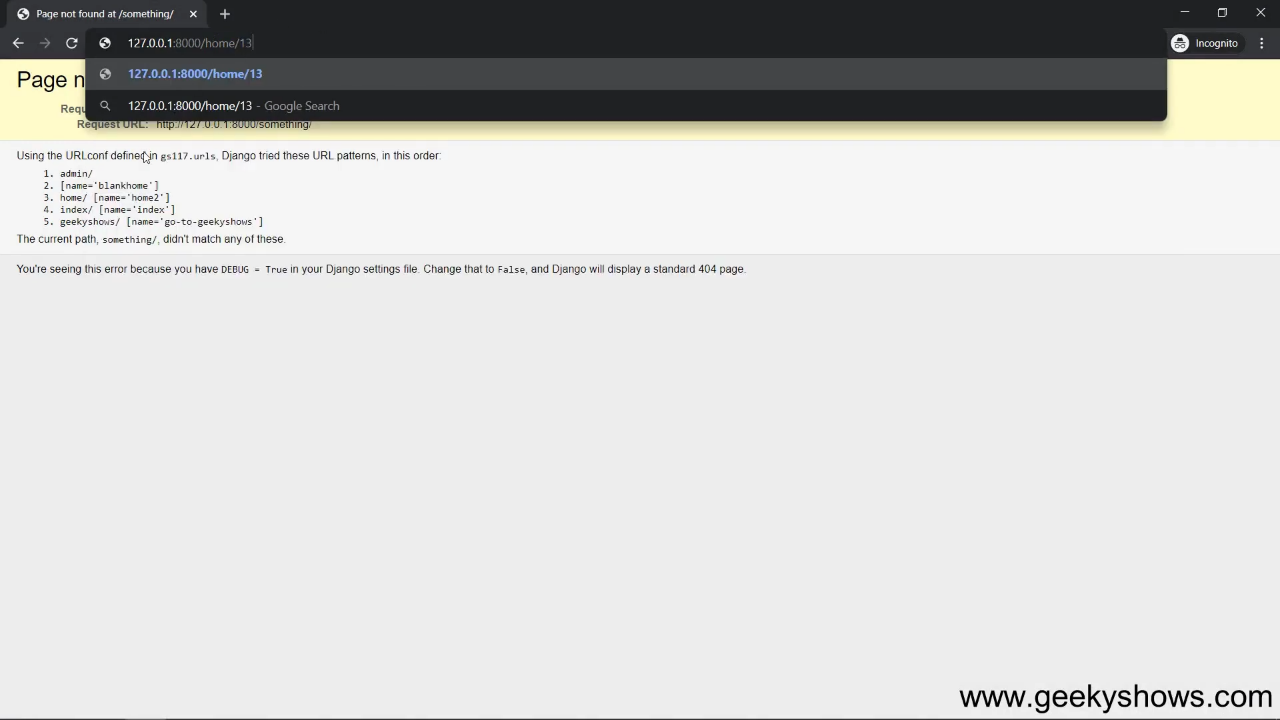 Page not found at /something/
127.0.0.1:8000/home/13
Incognito
127.0.0.1:8000/home/13
127.0.0.1:8000/home/13 - Google Search
Page n
Requ
Request URL: http://127.0.0.1:8000/something/
Using the URLconf defined in gs117.urls, Django tried these URL patterns, in this order:
1. admin/
2. [name='blankhome']
3. home/ [name='home2']
4. index/ [name='index']
5. geekyshows/ [name='go-to-geekyshows']
The current path, something/, didn't match any of these.
You're seeing this error because you have DEBUG = True in your Django settings file. Change that to False, and Django will display a standard 404 page.
www.geekyshows.com